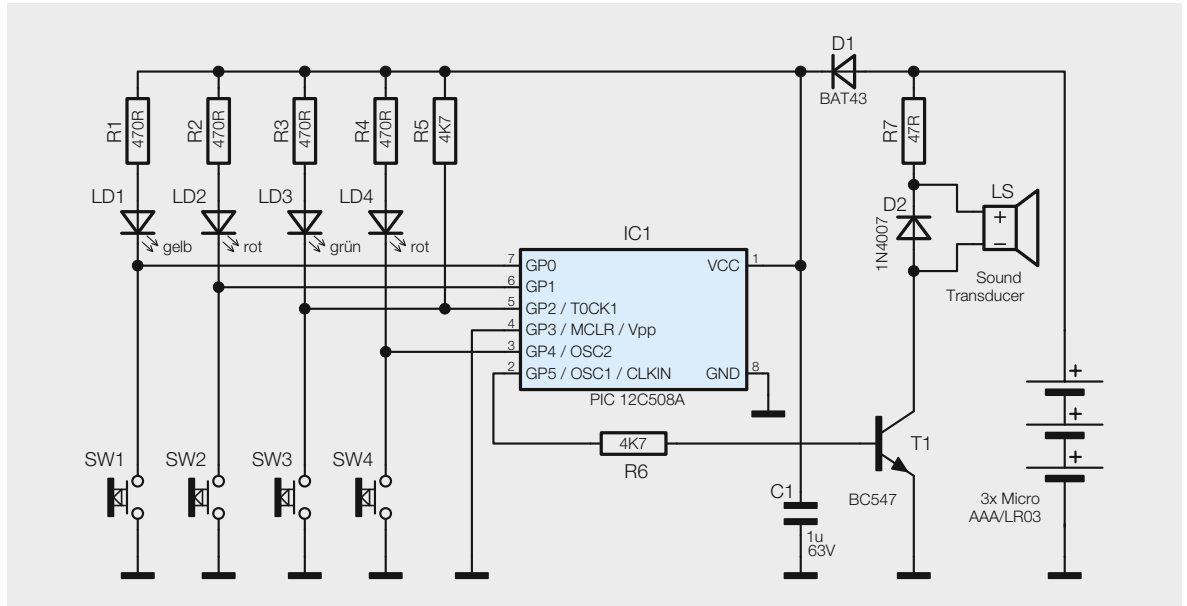 D1
BAT43
R1
470R
R2
470R
R3
470R
R4
470R
R5
4K7
R7
47R
LD1
gelb
LD2
rot
LD3
grün
LD4
rot
D2
1N4007
LS
+
–
Sound
Transducer
IC1
7 GP0
VCC 1
6 GP1
5 GP2 / T0CK1
4 GP3 / MCLR / Vpp
3 GP4 / OSC2
2 GP5 / OSC1 / CLKIN
GND 8
PIC 12C508A
4K7
R6
T1
BC547
SW1
SW2
SW3
SW4
C1
1u
63V
+
+
+
3x Micro
AAA/LR03